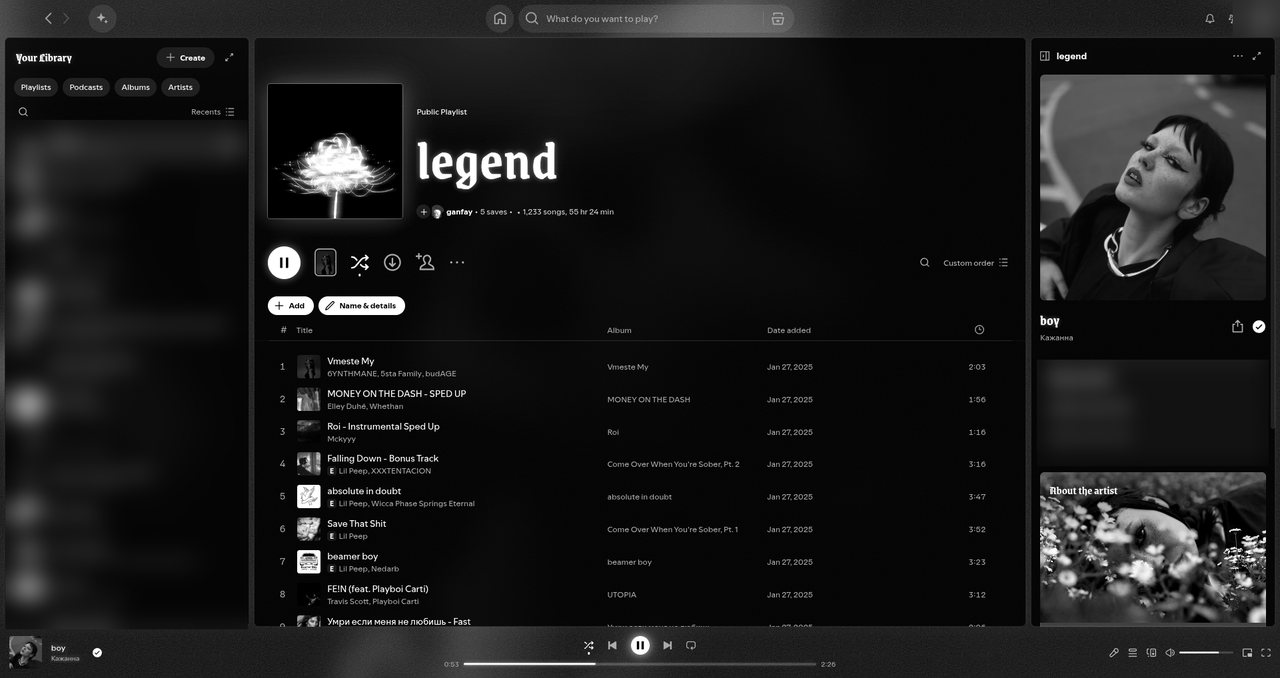 What do you want to play?
Your Library
Create
Playlists
Podcasts
Albums
Artists
Recents
Public Playlist
legend
ganfay • 5 saves • • 1,233 songs, 55 hr 24 min
Custom order
Add
Name & details
# Title Album Date added
1 Vmeste My Vmeste My Jan 27, 2025 2:03
6YNTHMANE, 5sta Family, budAGE
2 MONEY ON THE DASH - SPED UP MONEY ON THE DASH Jan 27, 2025 1:56
Elley Duhé, Whethan
3 Roi - Instrumental Sped Up Roi Jan 27, 2025 1:16
Mckyyy
4 Falling Down - Bonus Track Come Over When You're Sober, Pt. 2 Jan 27, 2025 3:16
E Lil Peep, XXXTENTACION
5 absolute in doubt absolute in doubt Jan 27, 2025 3:47
E Lil Peep, Wicca Phase Springs Eternal
6 Save That Shit Come Over When You're Sober, Pt. 1 Jan 27, 2025 3:52
E Lil Peep
7 beamer boy beamer boy Jan 27, 2025 3:23
E Lil Peep, Nedarb
8 FE!N (feat. Playboi Carti) UTOPIA Jan 27, 2025 3:12
Travis Scott, Playboi Carti
Умри если меня не любишь - Fast
legend
boy
Кажанна
About the artist
boy
Кажанна
0:53
2:26